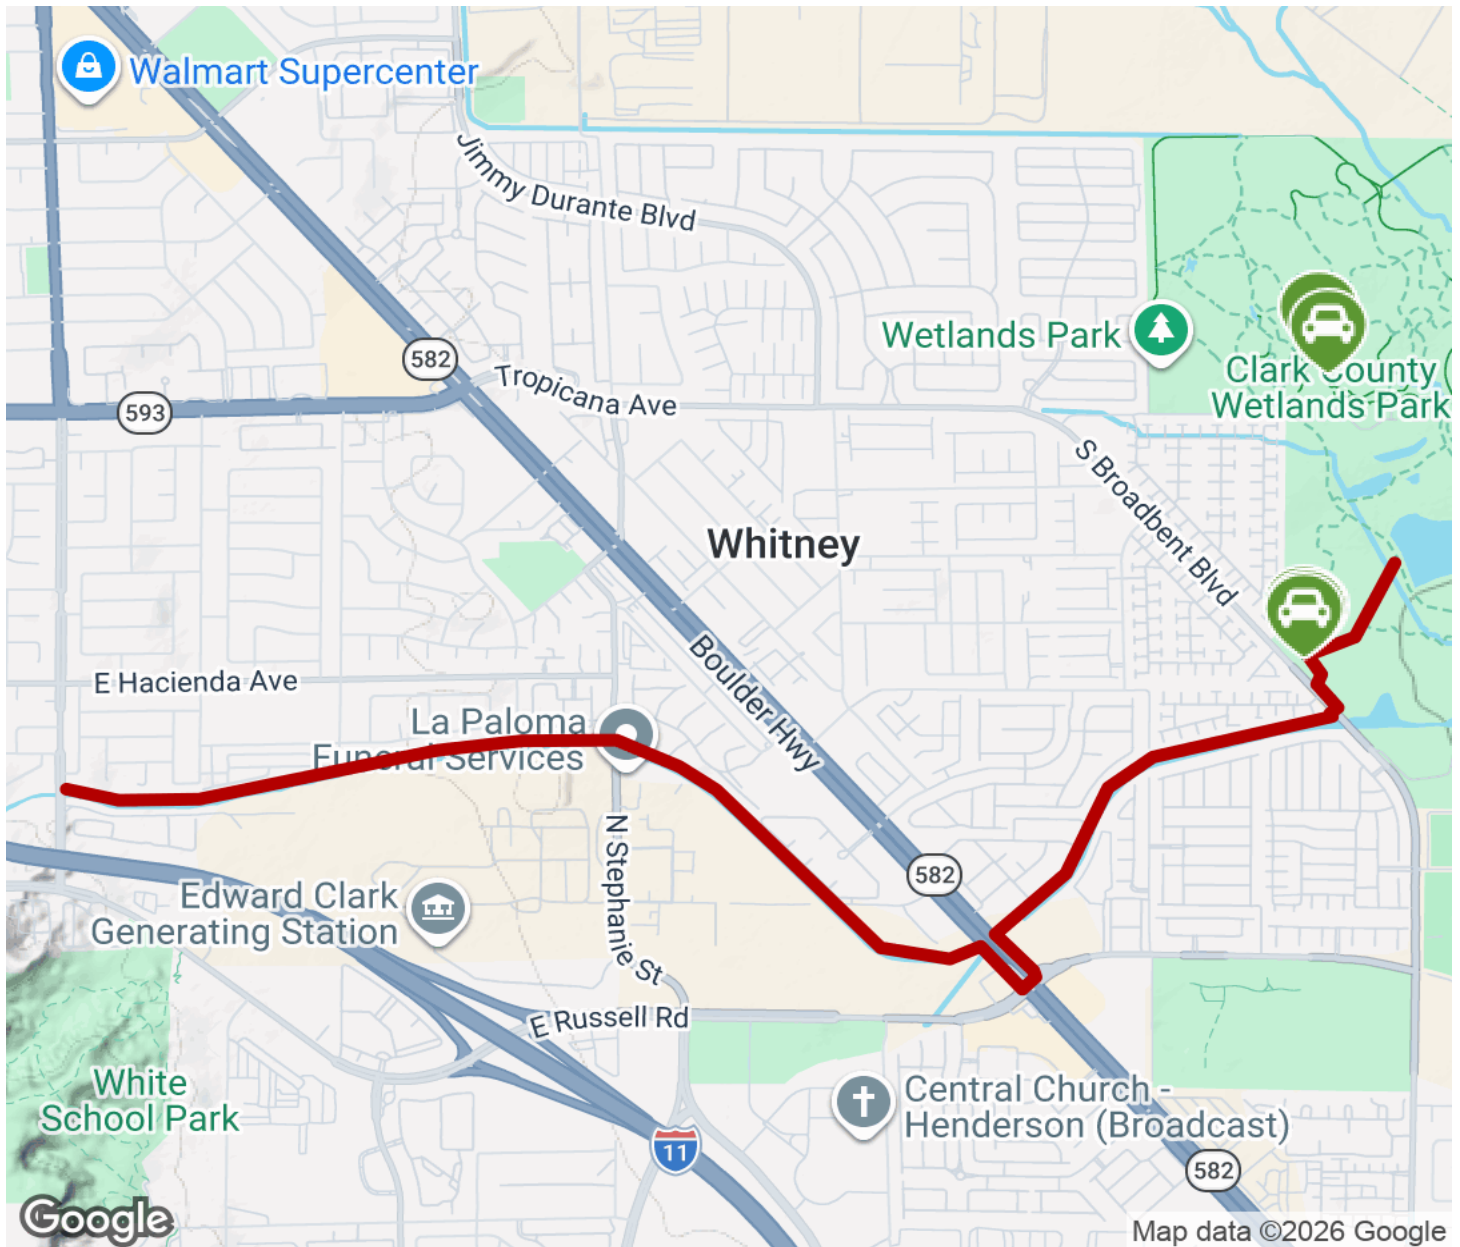 Walmart Supercenter
Jimmy Durante Blvd
Wetlands Park
582
Clark County
Wetlands Park
Tropicana Ave
593
S Broadbent Blvd
Whitney
E Hacienda Ave
Boulder Hwy
La Paloma
Funeral Services
N Stephanie St
582
Edward Clark
Generating Station
E Russell Rd
White
School Park
Central Church -
Henderson (Broadcast)
11
582
Google
Map data ©2026 Google